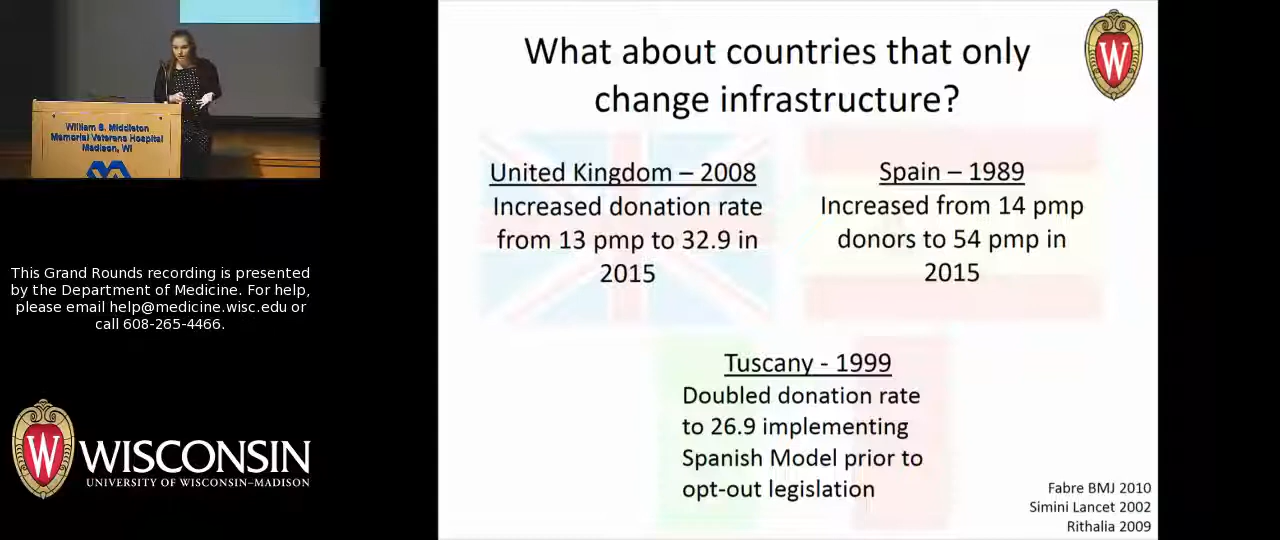 William S. Middleton
Memorial Veterans Hospital
Madison, WI
This Grand Rounds recording is presented
by the Department of Medicine. For help,
please email help@medicine.wisc.edu or
call 608-265-4466.
W
WISCONSIN
UNIVERSITY OF WISCONSIN–MADISON
What about countries that only
change infrastructure?
W
United Kingdom – 2008
Increased donation rate
from 13 pmp to 32.9 in
2015
Spain – 1989
Increased from 14 pmp
donors to 54 pmp in
2015
Tuscany - 1999
Doubled donation rate
to 26.9 implementing
Spanish Model prior to
opt-out legislation
Fabre BMJ 2010
Simini Lancet 2002
Rithalia 2009